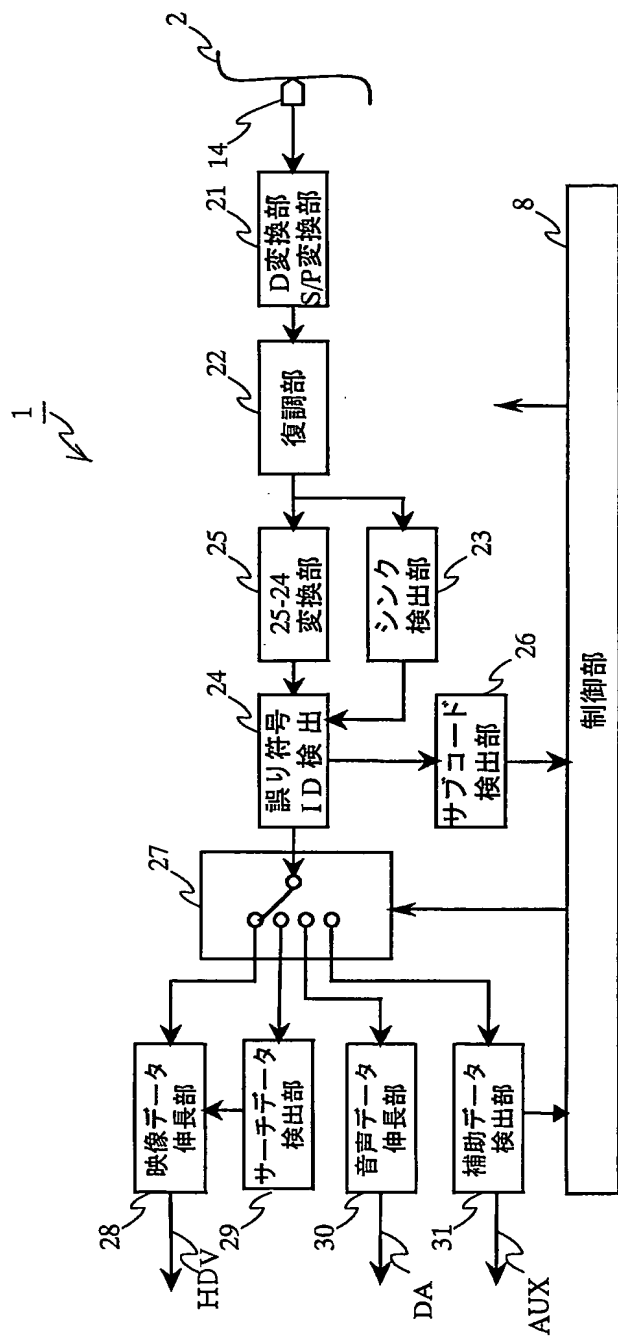 1
2
14
21
D変換部
S/P変換部
22
復調部
25
25-24
変換部
23
シンク
検出部
24
誤り符号
ID検出
26
サブコード
検出部
27
28
映像データ
伸長部
HDV
29
サーチデータ
検出部
30
音声データ
伸長部
DA
31
補助データ
検出部
AUX
8
制御部